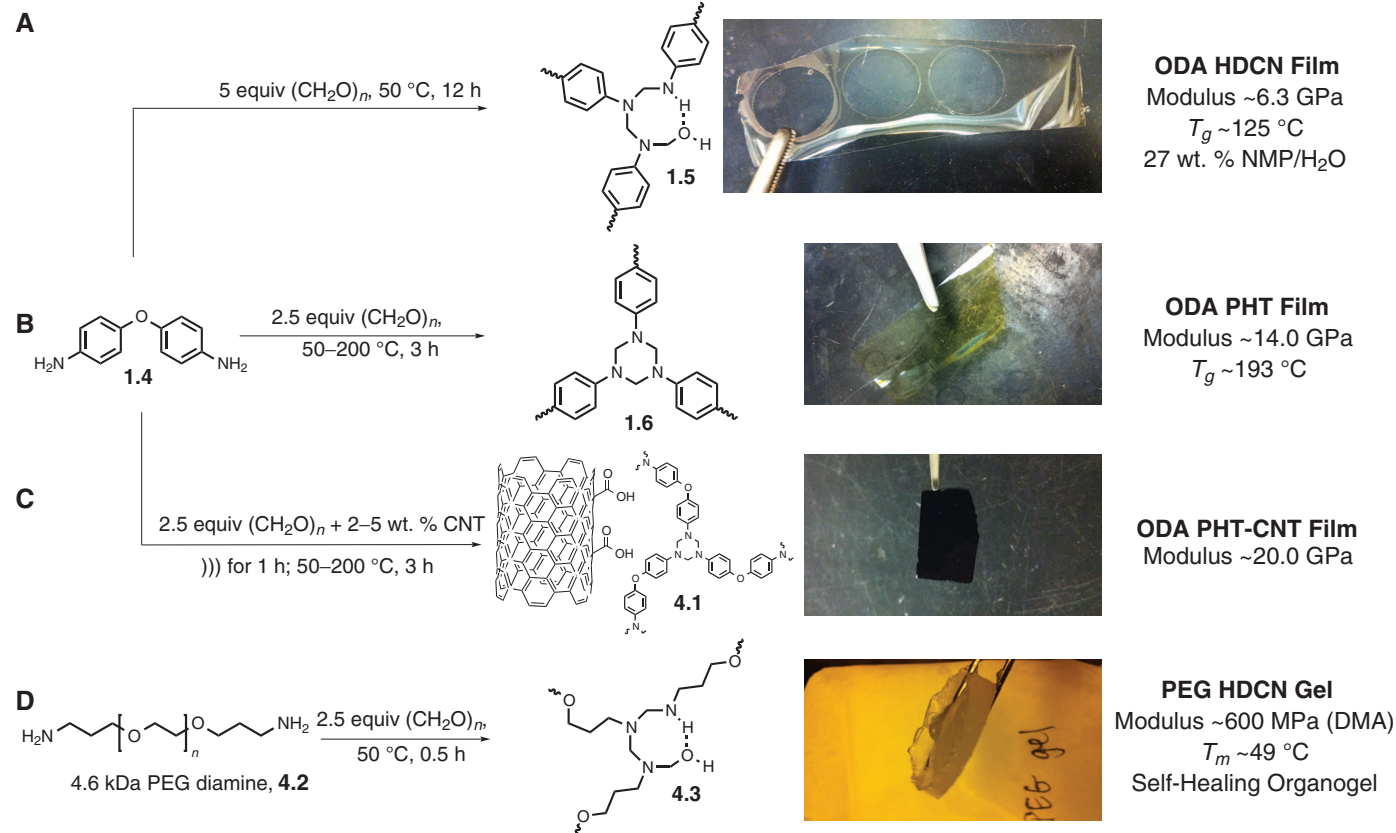 A
5 equiv (CH₂O)ₙ, 50 °C, 12 h
N
N
H
O
H
N
1.5
ODA HDCN Film
Modulus ~6.3 GPa
Tg ~125 °C
27 wt. % NMP/H₂O
B
O
H₂N
NH₂
1.4
2.5 equiv (CH₂O)ₙ,
50–200 °C, 3 h
N
N
N
1.6
ODA PHT Film
Modulus ~14.0 GPa
Tg ~193 °C
C
2.5 equiv (CH₂O)ₙ + 2–5 wt. % CNT
))) for 1 h; 50–200 °C, 3 h
O
OH
O
OH
N
O
N
N
N
N
O
O
N
4.1
ODA PHT-CNT Film
Modulus ~20.0 GPa
D
H₂N
O
n
O
NH₂
4.6 kDa PEG diamine, 4.2
2.5 equiv (CH₂O)ₙ,
50 °C, 0.5 h
O
O
N
N
H
O
H
N
O
4.3
PEG gel
PEG HDCN Gel
Modulus ~600 MPa (DMA)
Tm ~49 °C
Self-Healing Organogel